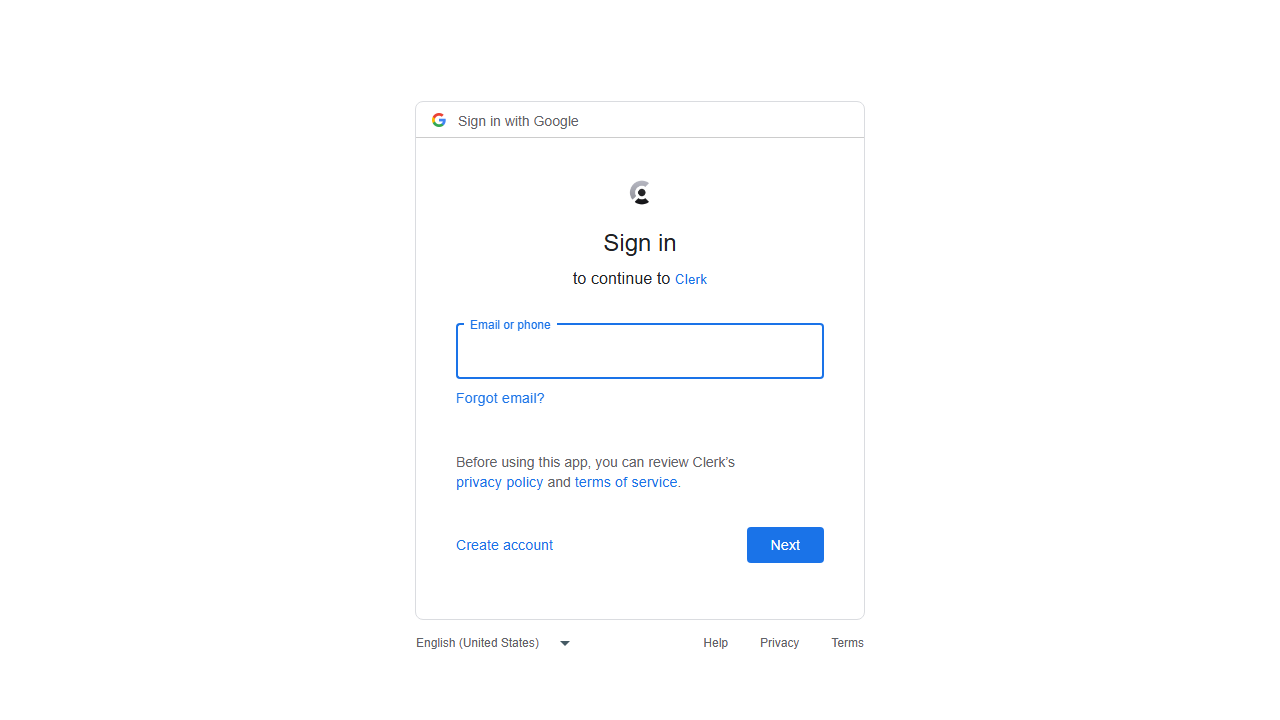 Sign in with Google
Sign in
to continue to Clerk
Email or phone
Forgot email?
Before using this app, you can review Clerk’s
privacy policy and terms of service.
Create account
Next
English (United States)
Help
Privacy
Terms